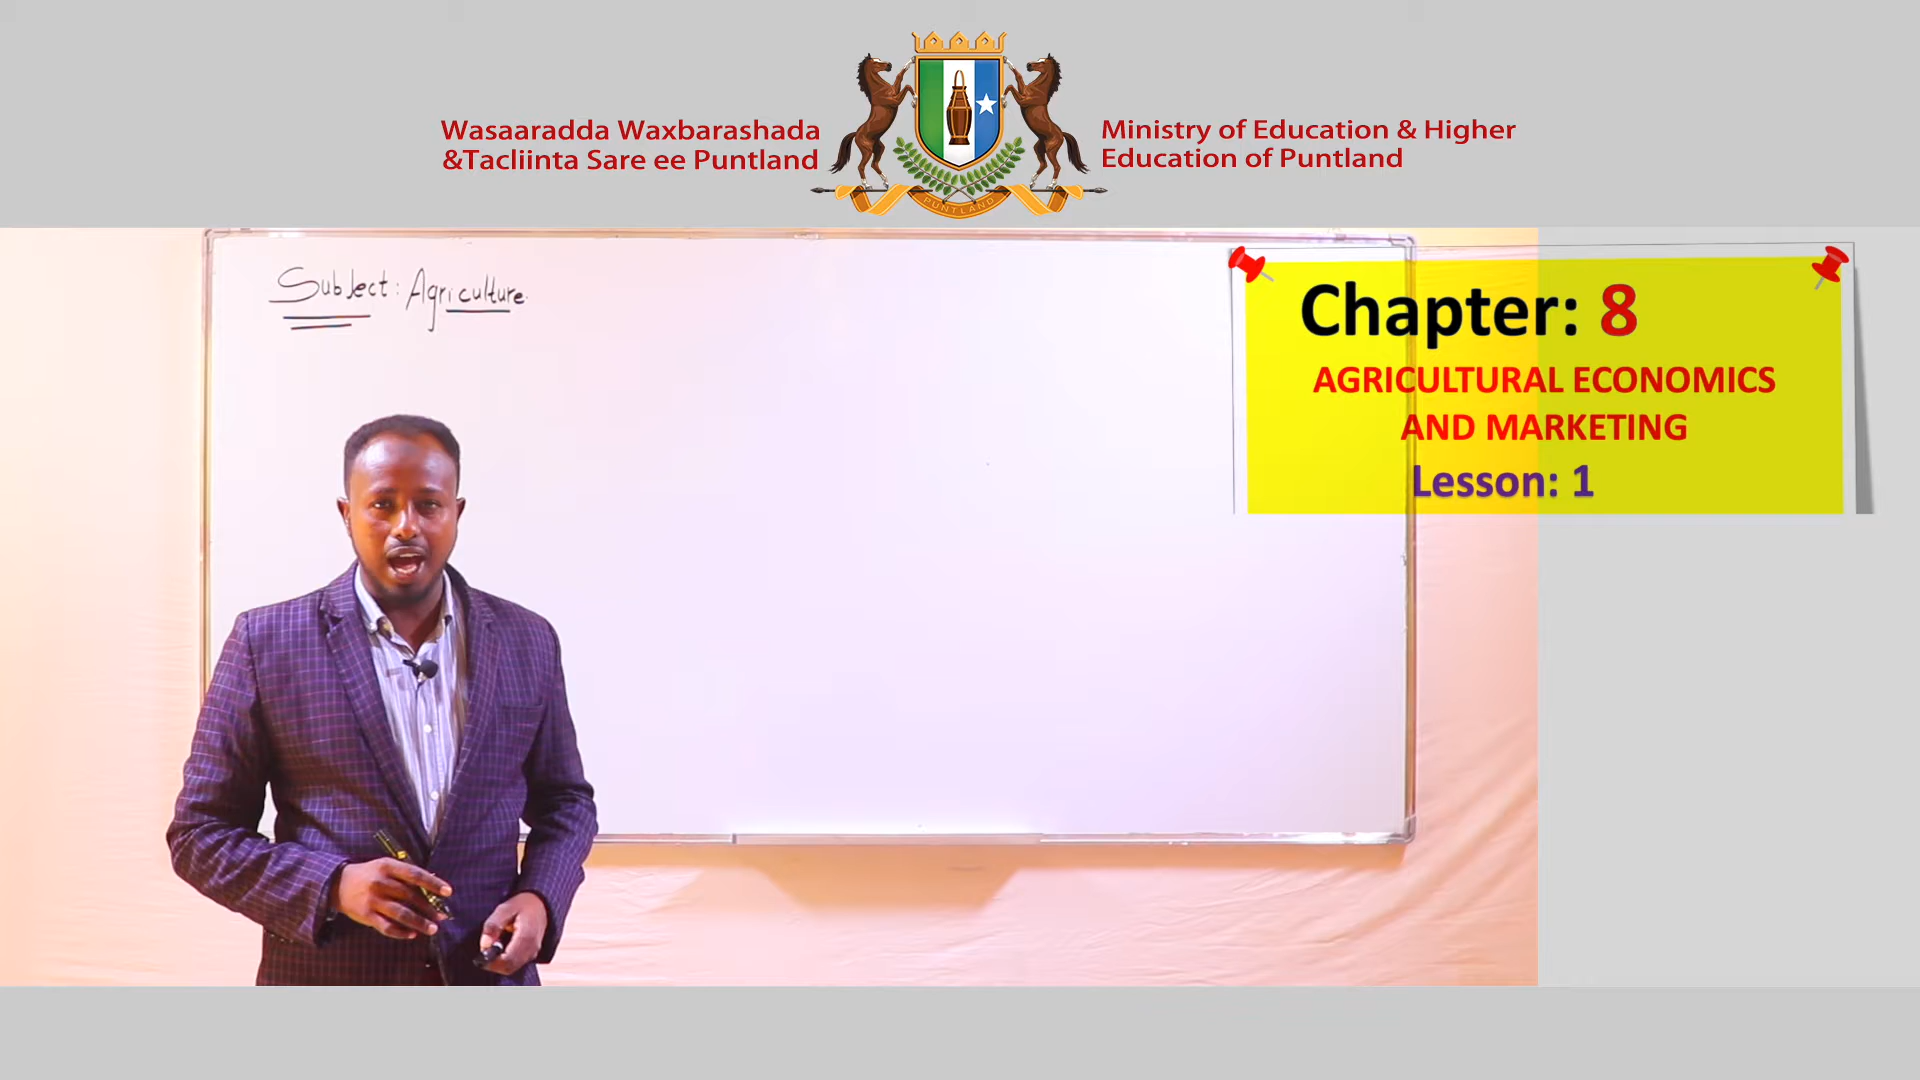 Wasaaradda Waxbarashada
&Tacliinta Sare ee Puntland
Ministry of Education & Higher
Education of Puntland
PUNTLAND
Subject: Agriculture.
Chapter: 8
AGRICULTURAL ECONOMICS
AND MARKETING
Lesson: 1